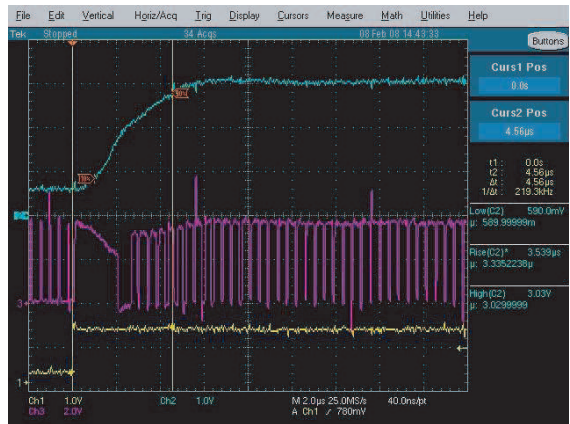 File Edit Vertical Horiz/Acq Trig Display Cursors Measure Math Utilities Help
Tek Stopped 34 Acqs 08 Feb 08 14:43:33
Buttons
Curs1 Pos
0.0s
Curs2 Pos
4.56µs
t1 : 0.0s
t2 : 4.56µs
Δt : 4.56µs
1/Δt : 219.3kHz
Low(C2) 590.0mV
µ: 589.99999m
Rise(C2)* 3.539µs
µ: 3.3352238µ
High(C2) 3.03V
µ: 3.0299999
3
1
Ch1 1.0V Ch2 1.0V M 2.0µs 25.0MS/s 40.0ns/pt
Ch3 2.0V A Ch1 ⁄ 780mV